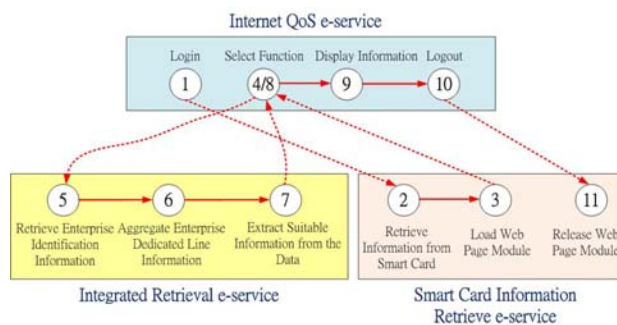 Internet QoS e-service
Login
Select Function
Display Information
Logout
1
4/8
9
10
5
6
7
2
3
11
Retrieve Enterprise
Identification
Information
Aggregate Enterprise
Dedicated Line
Information
Extract Suitable
Information from the
Data
Retrieve
Information from
Smart Card
Load Web
Page Module
Release Web
Page Module
Integrated Retrieval e-service
Smart Card Information
Retrieve e-service